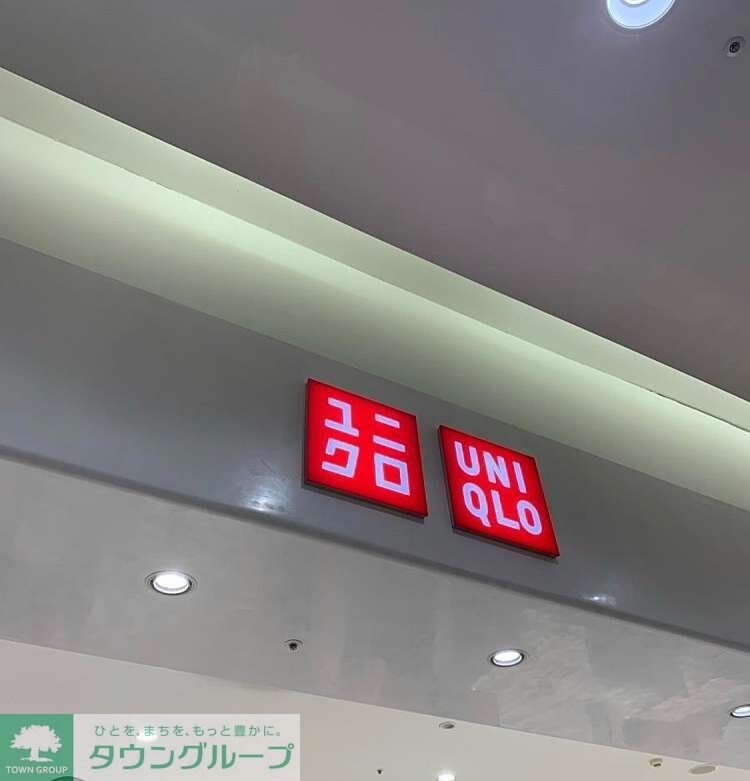 ユニ
クロ
UNI
QLO
ひとを、まちを、もっと豊かに。
タウングループ
TOWN GROUP